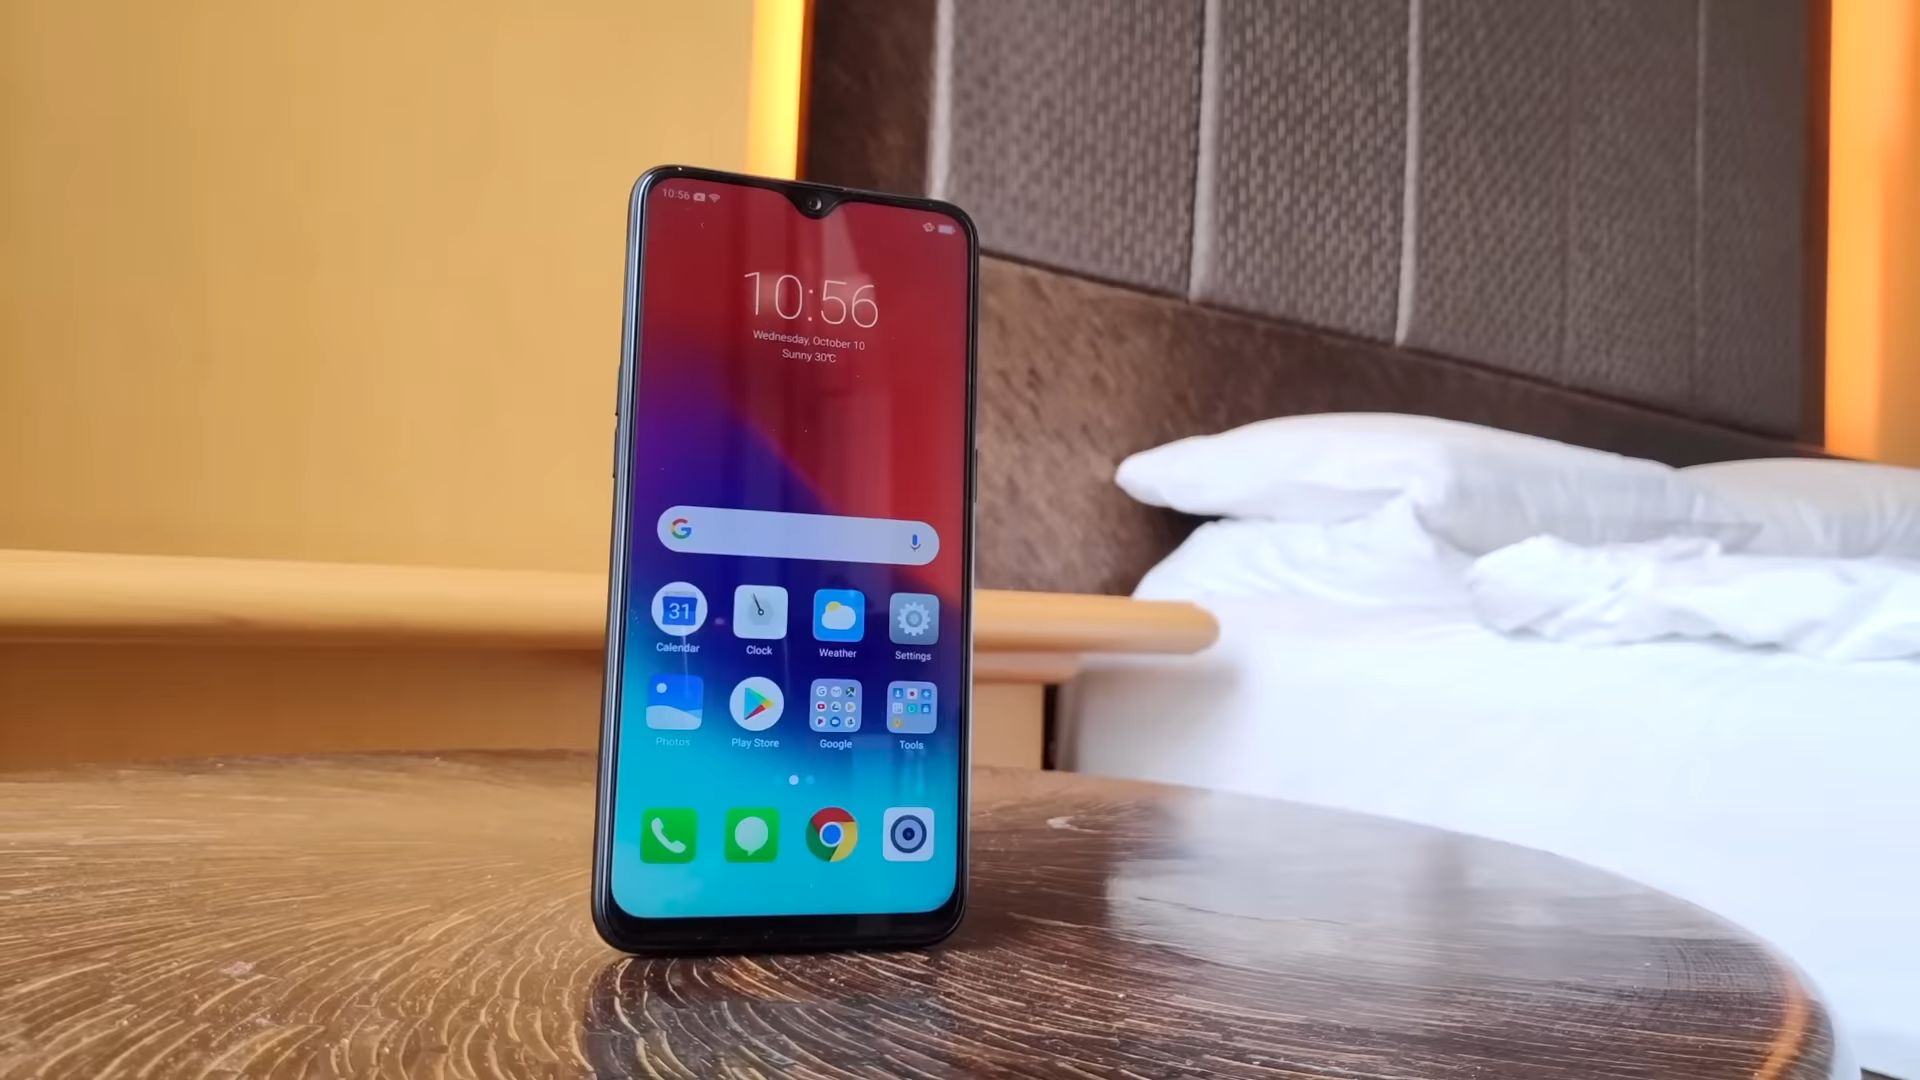 10:56
10:56
Wednesday, October 10
Sunny 30℃
G
31
Calendar
Clock
Weather
Settings
Photos
Play Store
Google
Tools